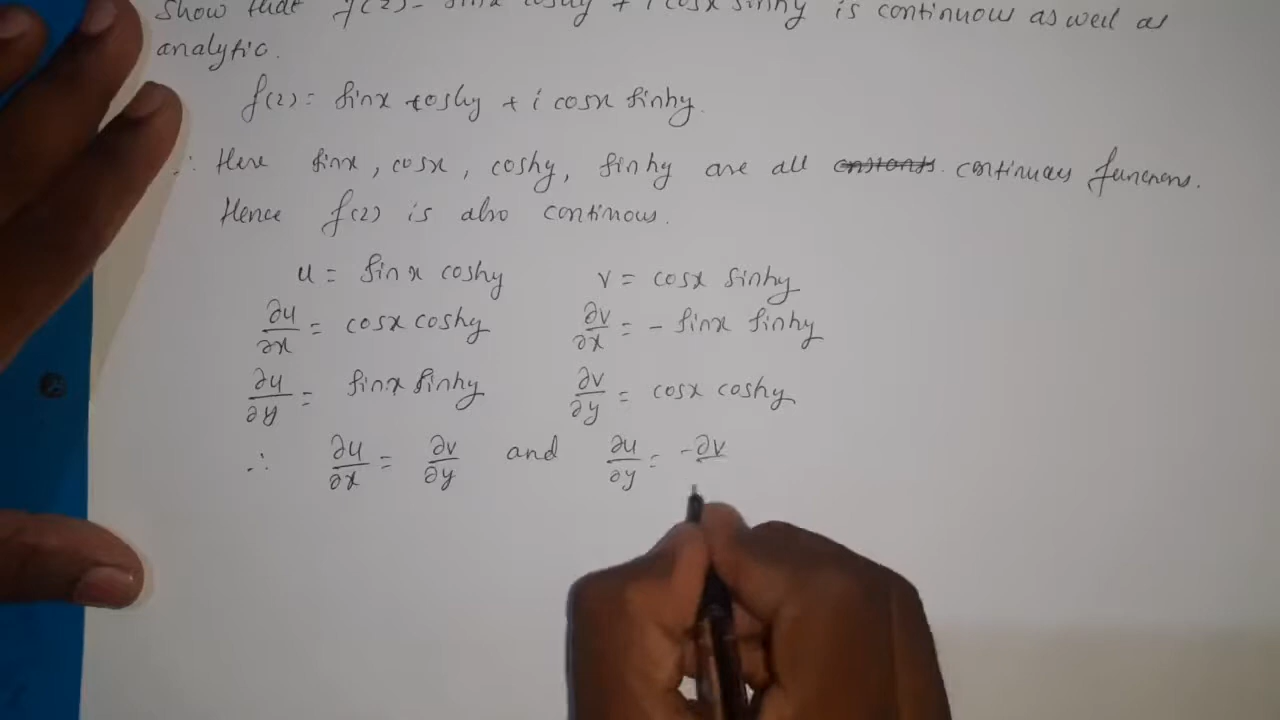 Show that f(z) = sinx coshy + i cosx sinhy is continuous as well as
analytic.
f(z) = sinx coshy + i cosx sinhy.
∴ Here sinx, cosx, coshy, sinhy are all constants. continuous functions.
Hence f(z) is also continous.
u = sinx coshy v = cosx sinhy
∂u/∂x = cosx coshy ∂v/∂x = - sinx sinhy
∂u/∂y = sinx sinhy ∂v/∂y = cosx coshy
∴ ∂u/∂x = ∂v/∂y and ∂u/∂y = -∂v